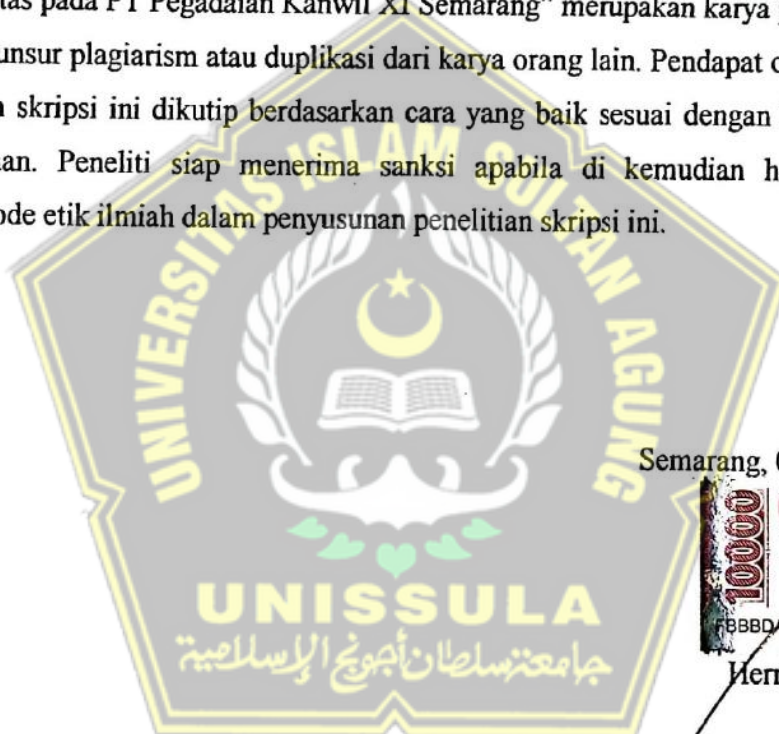 tas pada PT Pegadaian Kanwil XI Semarang" merupakan karya
unsur plagiarism atau duplikasi dari karya orang lain. Pendapat
skripsi ini dikutip berdasarkan cara yang baik sesuai dengan
an. Peneliti siap menerima sanksi apabila di kemudian
ode etik ilmiah dalam penyusunan penelitian skripsi ini.
UNIVERSITAS ISLAM SULTAN AGUNG
Semarang,
10000
UNISSULA
جامعة سلطان أجونج الإسلامية